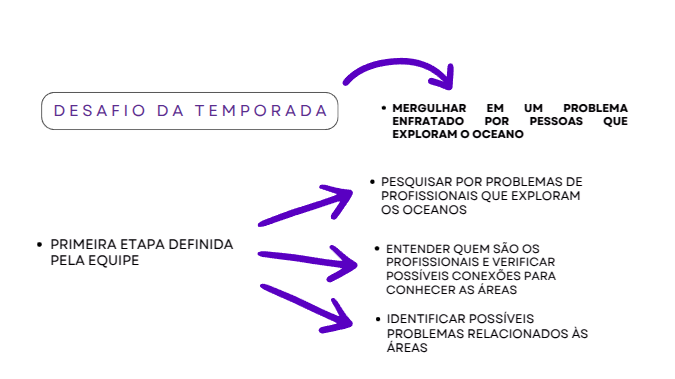 DESAFIO DA TEMPORADA
• MERGULHAR EM UM PROBLEMA
ENFRATADO POR PESSOAS QUE
EXPLORAM O OCEANO
• PRIMEIRA ETAPA DEFINIDA
PELA EQUIPE
• PESQUISAR POR PROBLEMAS DE
PROFISSIONAIS QUE EXPLORAM
OS OCEANOS
• ENTENDER QUEM SÃO OS
PROFISSIONAIS E VERIFICAR
POSSÍVEIS CONEXÕES PARA
CONHECER AS ÁREAS
• IDENTIFICAR POSSÍVEIS
PROBLEMAS RELACIONADOS ÀS
ÁREAS